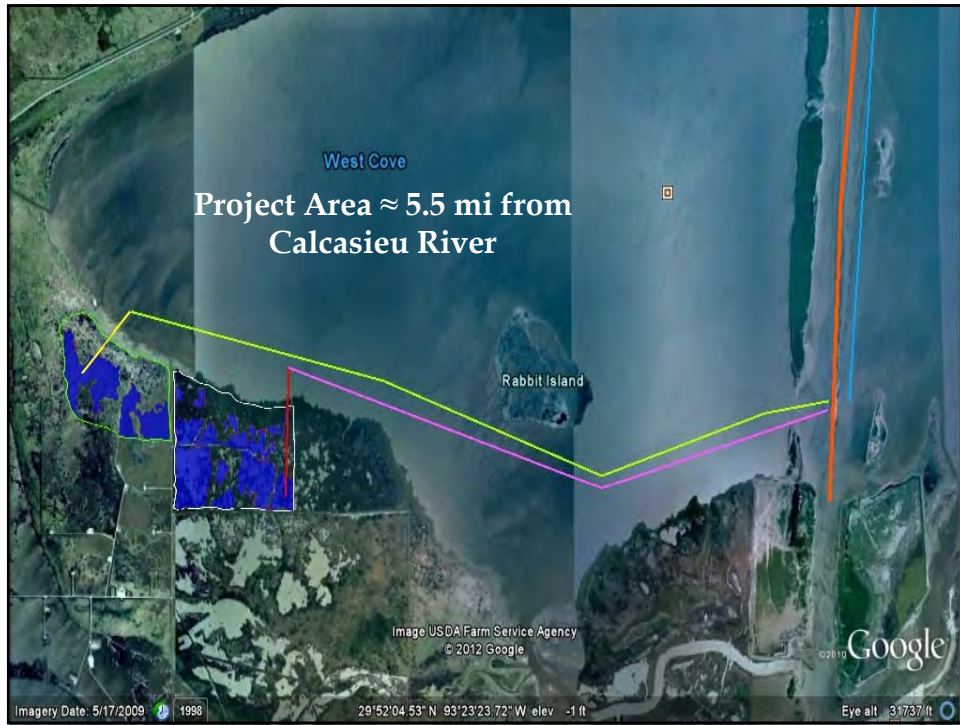 West Cove
Project Area ≈ 5.5 mi from
Calcasieu River
Rabbit Island
Image USDA Farm Service Agency
© 2012 Google
©2010 Google
Imagery Date: 5/17/2009
1998
29°52'04.53" N 93°23'23.72" W elev -1 ft
Eye alt 31737 ft